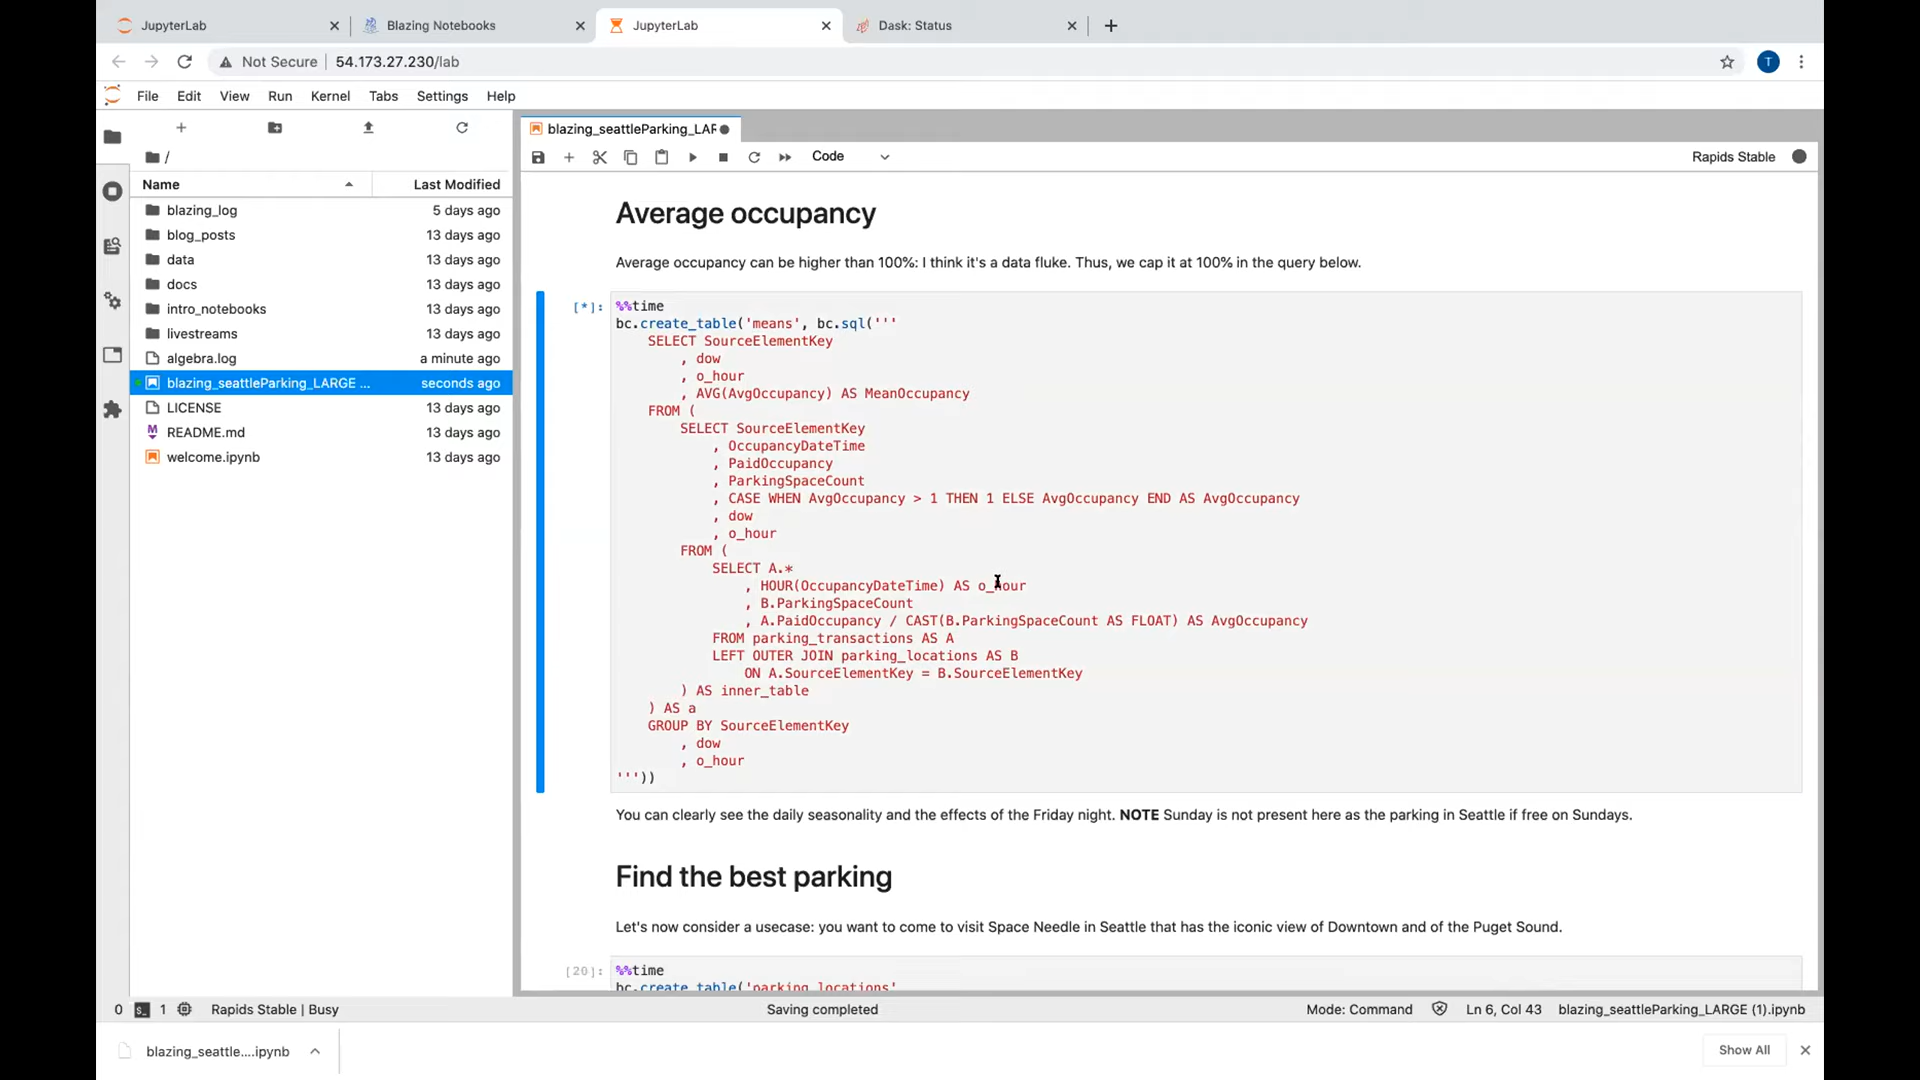 JupyterLab
Blazing Notebooks
JupyterLab
Dask: Status
Not Secure 54.173.27.230/lab
T
File Edit View Run Kernel Tabs Settings Help
/
Name Last Modified
blazing_log 5 days ago
blog_posts 13 days ago
data 13 days ago
docs 13 days ago
intro_notebooks 13 days ago
livestreams 13 days ago
algebra.log a minute ago
blazing_seattleParking_LARGE ... seconds ago
LICENSE 13 days ago
README.md 13 days ago
welcome.ipynb 13 days ago
blazing_seattleParking_LAR
Code
Rapids Stable
Average occupancy
Average occupancy can be higher than 100%: I think it's a data fluke. Thus, we cap it at 100% in the query below.
[*]: %%time
bc.create_table('means', bc.sql('''
SELECT SourceElementKey
, dow
, o_hour
, AVG(AvgOccupancy) AS MeanOccupancy
FROM (
SELECT SourceElementKey
, OccupancyDateTime
, PaidOccupancy
, ParkingSpaceCount
, CASE WHEN AvgOccupancy > 1 THEN 1 ELSE AvgOccupancy END AS AvgOccupancy
, dow
, o_hour
FROM (
SELECT A.*
, HOUR(OccupancyDateTime) AS o_hour
, B.ParkingSpaceCount
, A.PaidOccupancy / CAST(B.ParkingSpaceCount AS FLOAT) AS AvgOccupancy
FROM parking_transactions AS A
LEFT OUTER JOIN parking_locations AS B
ON A.SourceElementKey = B.SourceElementKey
) AS inner_table
) AS a
GROUP BY SourceElementKey
, dow
, o_hour
'''))
You can clearly see the daily seasonality and the effects of the Friday night. NOTE Sunday is not present here as the parking in Seattle if free on Sundays.
Find the best parking
Let's now consider a usecase: you want to come to visit Space Needle in Seattle that has the iconic view of Downtown and of the Puget Sound.
[20]: %%time
bc.create_table('parking_locations'
0 1 Rapids Stable | Busy Saving completed Mode: Command Ln 6, Col 43 blazing_seattleParking_LARGE (1).ipynb
blazing_seattle....ipynb Show All